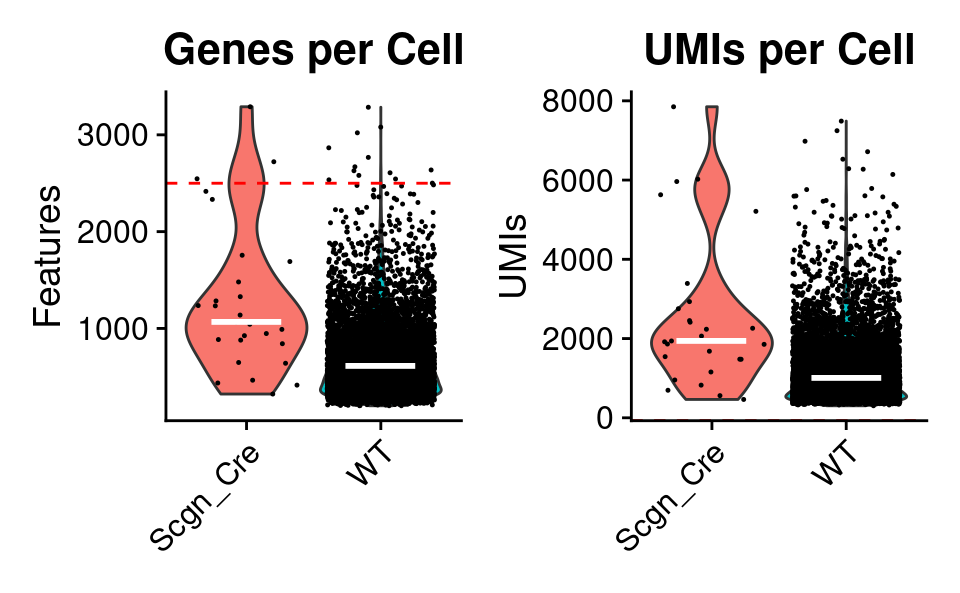 Genes per Cell
Features
3000
2000
1000
Scgn_Cre
WT
UMIs per Cell
UMIs
8000
6000
4000
2000
0
Scgn_Cre
WT